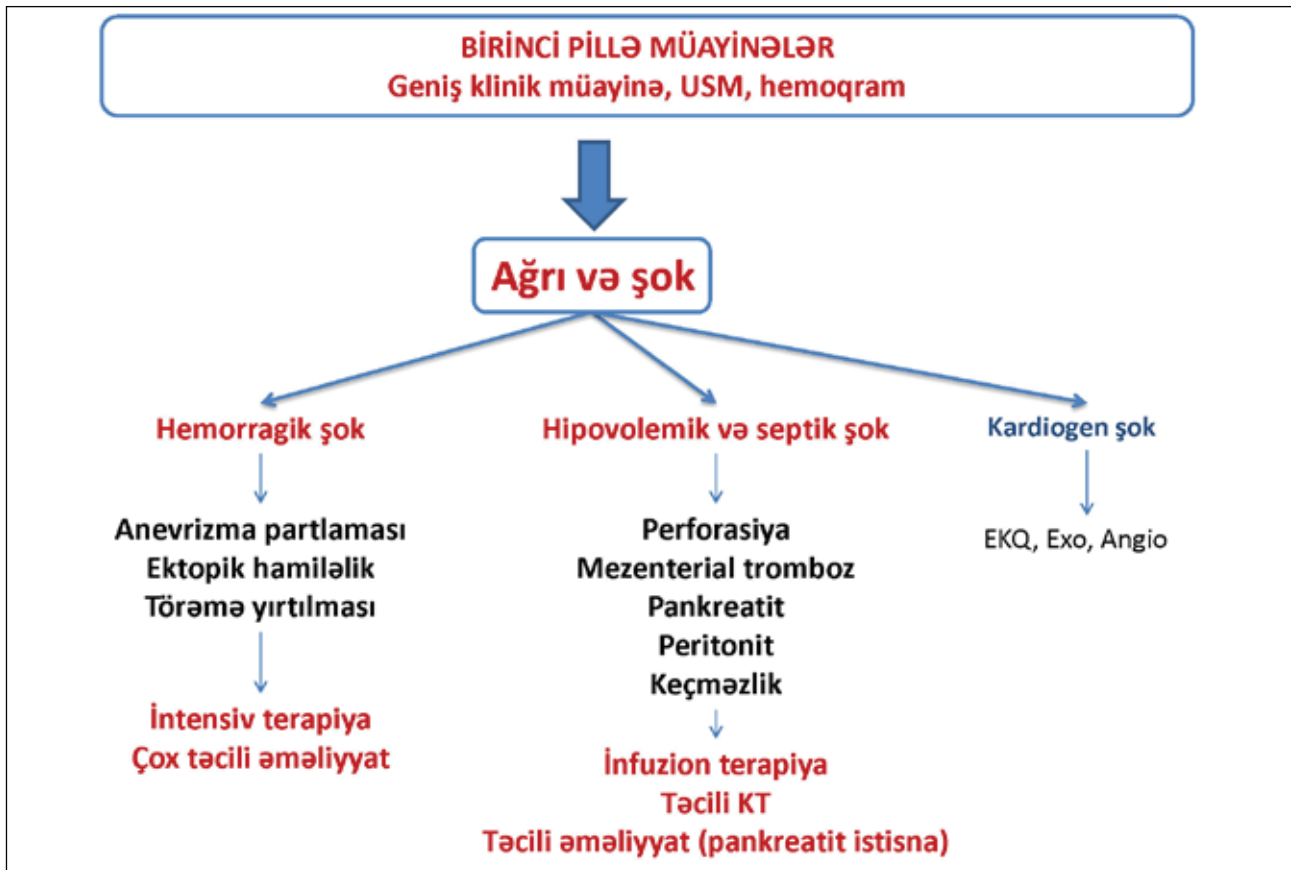 BİRİNCİ PİLLƏ MÜAYİNƏLƏR
Geniş klinik müayinə, USM, hemoqram
Ağrı və şok
Hemorragik şok
Anevrizma partlaması
Ektopik hamiləlik
Törəmə yırtılması
İntensiv terapiya
Çox təcili əməliyyat
Hipovolemik və septik şok
Perforasiya
Mezenterial tromboz
Pankreatit
Peritonit
Keçməzlik
İnfuzion terapiya
Təcili KT
Təcili əməliyyat (pankreatit istisna)
Kardiogen şok
EKQ, Exo, Angio